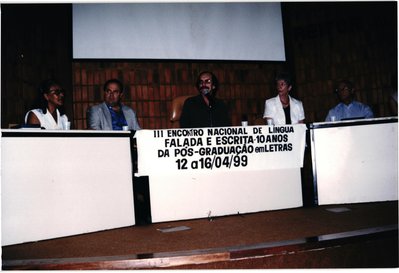 III ENCONTRO NACIONAL DE LÍNGUA
FALADA E ESCRITA-10 ANOS
DA PÓS-GRADUAÇÃO em LETRAS
12 a 16/04/99